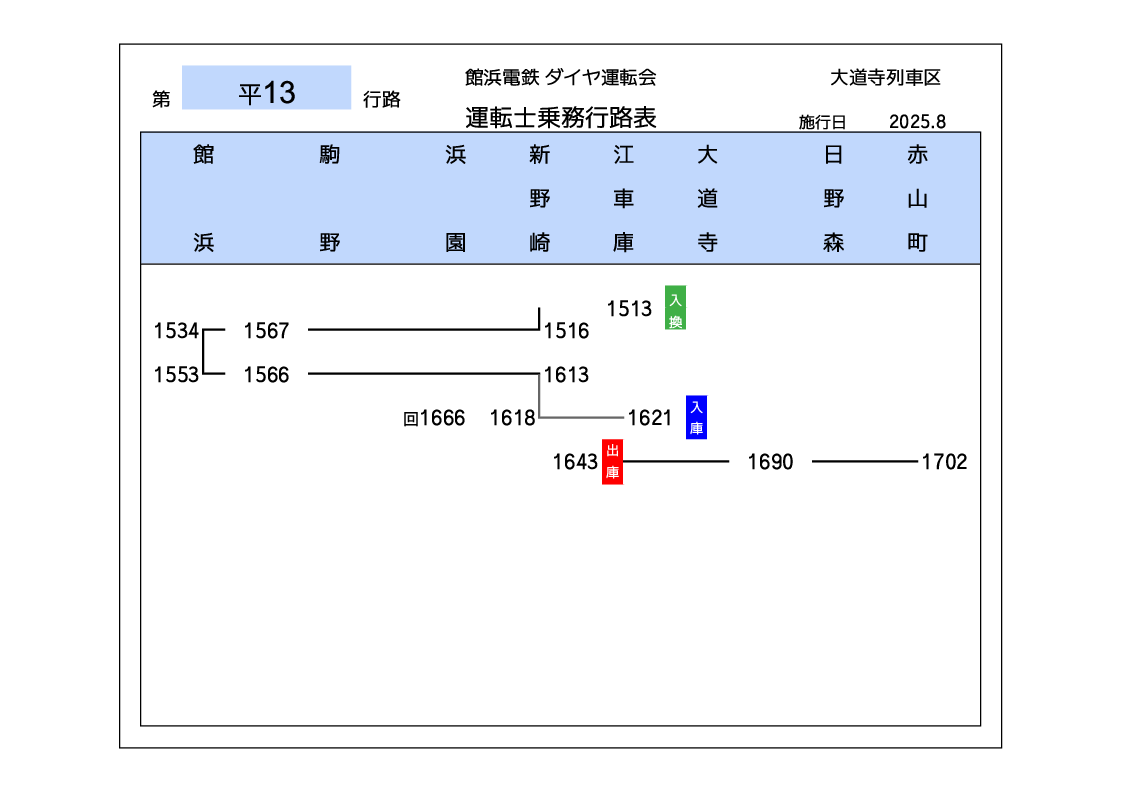 館浜電鉄 ダイヤ運転会
大道寺列車区
第 平13 行路
運転士乗務行路表
施行日 2025.8
館浜 駒野 浜園 新野崎 江車庫 大道寺 日野森 赤山町
1513 入換
1534 1567 1516
1553 1566 1613
回1666 1618 1621 入庫
1643 出庫 1690 1702